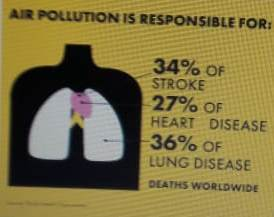 AIR POLLUTION IS RESPONSIBLE FOR:
34% OF
STROKE
27% OF
HEART DISEASE
36% OF
LUNG DISEASE
DEATHS WORLDWIDE